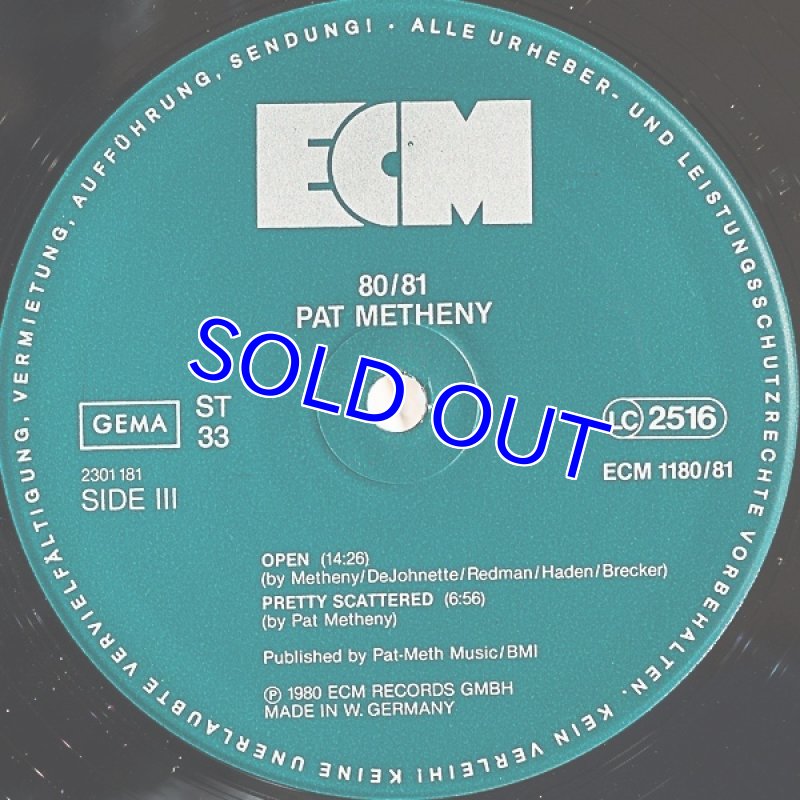 ALLE URHEBER- UND LEISTUNGSSCHUTZRECHTE VORBEHALTEN. KEIN VERLEIH! KEINE UNERLAUBTE VERVIELFÄLTIGUNG, VERMIETUNG, AUFFÜHRUNG, SENDUNG! ·
ECM
80/81
PAT METHENY
SOLD OUT
GEMA
ST
33
LC 2516
2301 181
SIDE III
ECM 1180/81
OPEN (14:26)
(by Metheny/DeJohnette/Redman/Haden/Brecker)
PRETTY SCATTERED (6:56)
(by Pat Metheny)
Published by Pat-Meth Music/BMI
℗ 1980 ECM RECORDS GMBH
MADE IN W. GERMANY